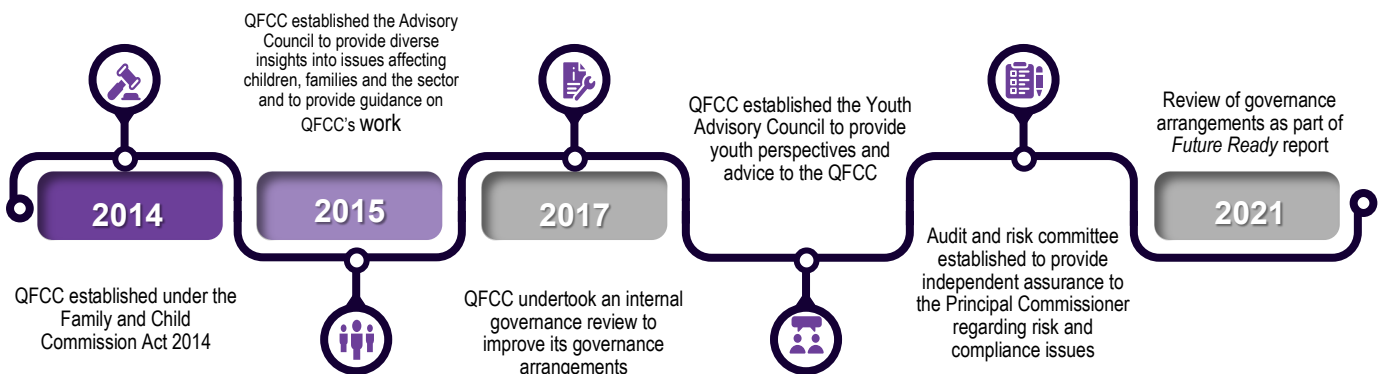 QFCC established the Advisory
Council to provide diverse
insights into issues affecting
children, families and the sector
and to provide guidance on
QFCC's work
2014
QFCC established under the
Family and Child
Commission Act 2014
2015
2017
QFCC undertook an internal
governance review to
improve its governance
arrangements
QFCC established the Youth
Advisory Council to provide
youth perspectives and
advice to the QFCC
Audit and risk committee
established to provide
independent assurance to
the Principal Commissioner
regarding risk and
compliance issues
Review of governance
arrangements as part of
Future Ready report
2021